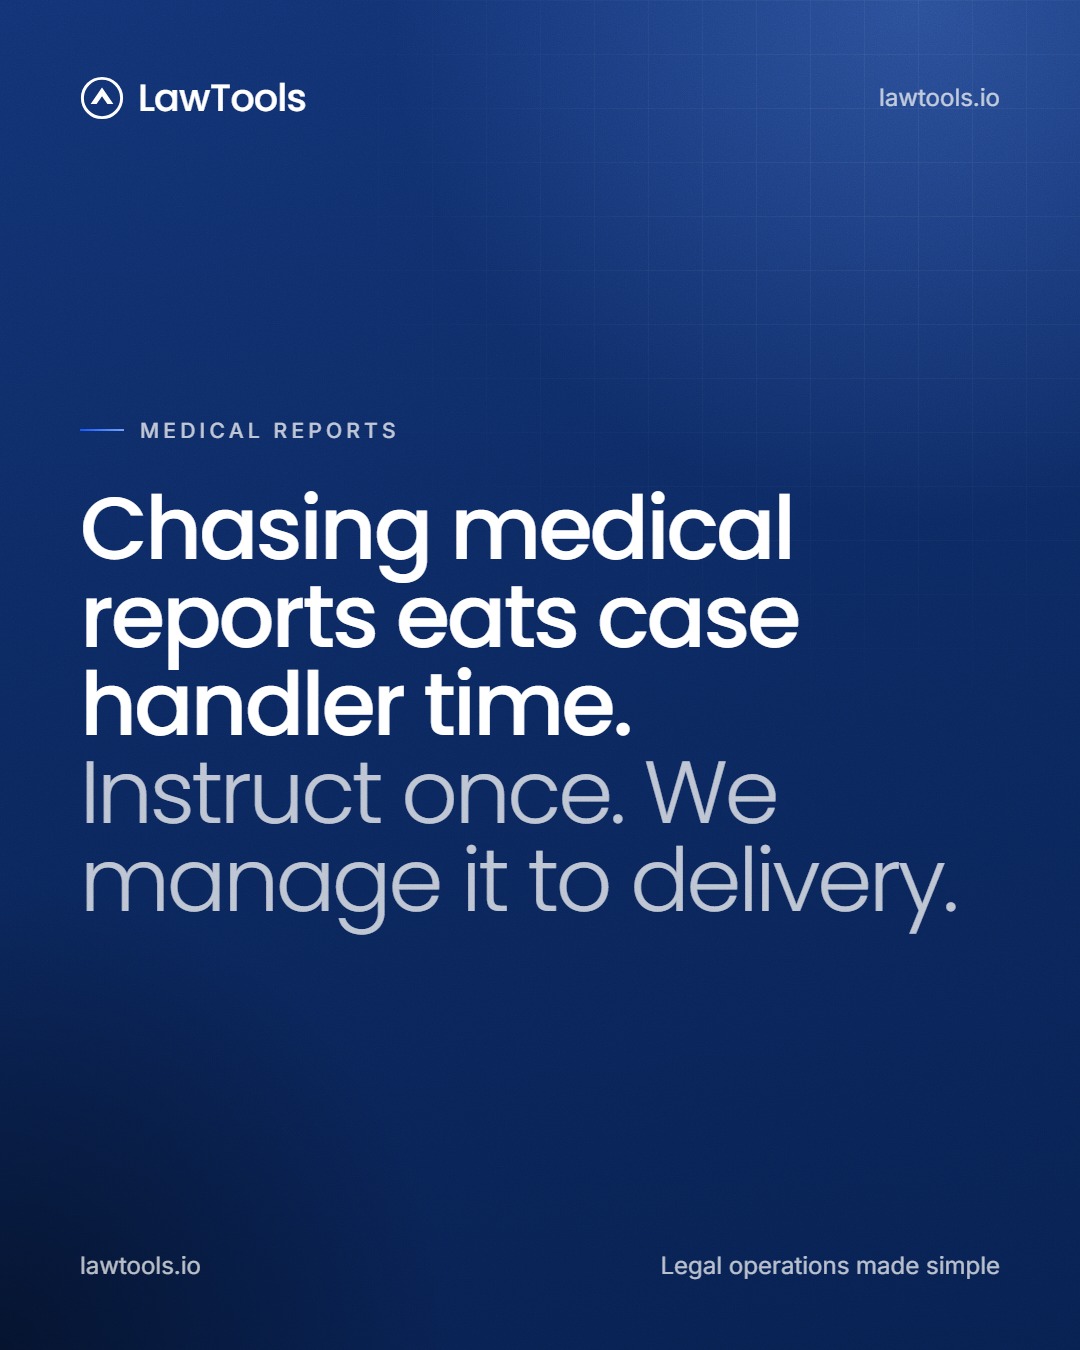 LawTools
lawtools.io
MEDICAL REPORTS
Chasing medical
reports eats case
handler time.
Instruct once. We
manage it to delivery.
lawtools.io
Legal operations made simple